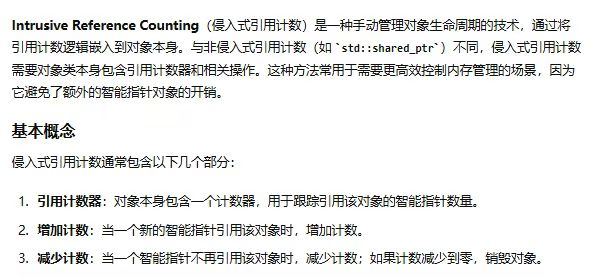 Intrusive Reference Counting（侵入式引用计数）是一种手动管理对象生命周期的技术，通过将
引用计数逻辑嵌入到对象本身。与非侵入式引用计数（如 `std::shared_ptr`）不同，侵入式引用计数
需要对象类本身包含引用计数器和相关操作。这种方法常用于需要更高效控制内存管理的场景，因为
它避免了额外的智能指针对象的开销。
基本概念
侵入式引用计数通常包含以下几个部分：
1. 引用计数器：对象本身包含一个计数器，用于跟踪引用该对象的智能指针数量。
2. 增加计数：当一个新的智能指针引用该对象时，增加计数。
3. 减少计数：当一个智能指针不再引用该对象时，减少计数；如果计数减少到零，销毁对象。